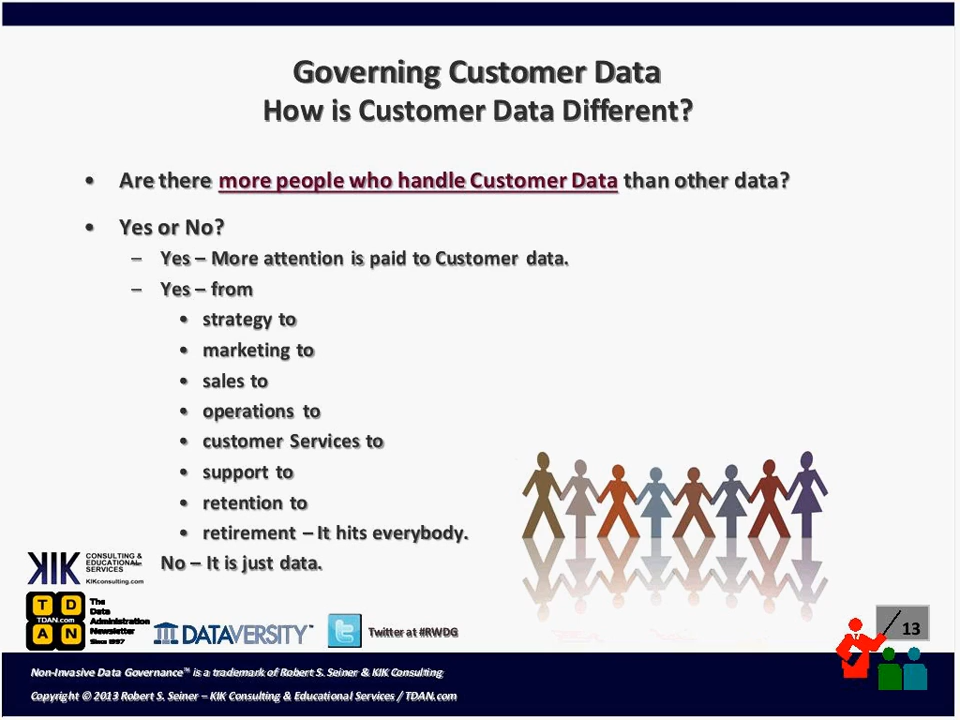 Governing Customer Data
How is Customer Data Different?
• Are there more people who handle Customer Data than other data?
• Yes or No?
– Yes – More attention is paid to Customer data.
– Yes – from
• strategy to
• marketing to
• sales to
• operations to
• customer Services to
• support to
• retention to
• retirement – It hits everybody.
– No – It is just data.
KIK CONSULTING &
EDUCATIONAL
SERVICES
KIKconsulting.com
T D
TDAN.com
A N
The
Data
Administration
Newsletter
Since 1997
DATAVERSITY™
t
Twitter at #RWDG
13
Non-Invasive Data Governance™ is a trademark of Robert S. Seiner & KIK Consulting
Copyright © 2013 Robert S. Seiner – KIK Consulting & Educational Services / TDAN.com